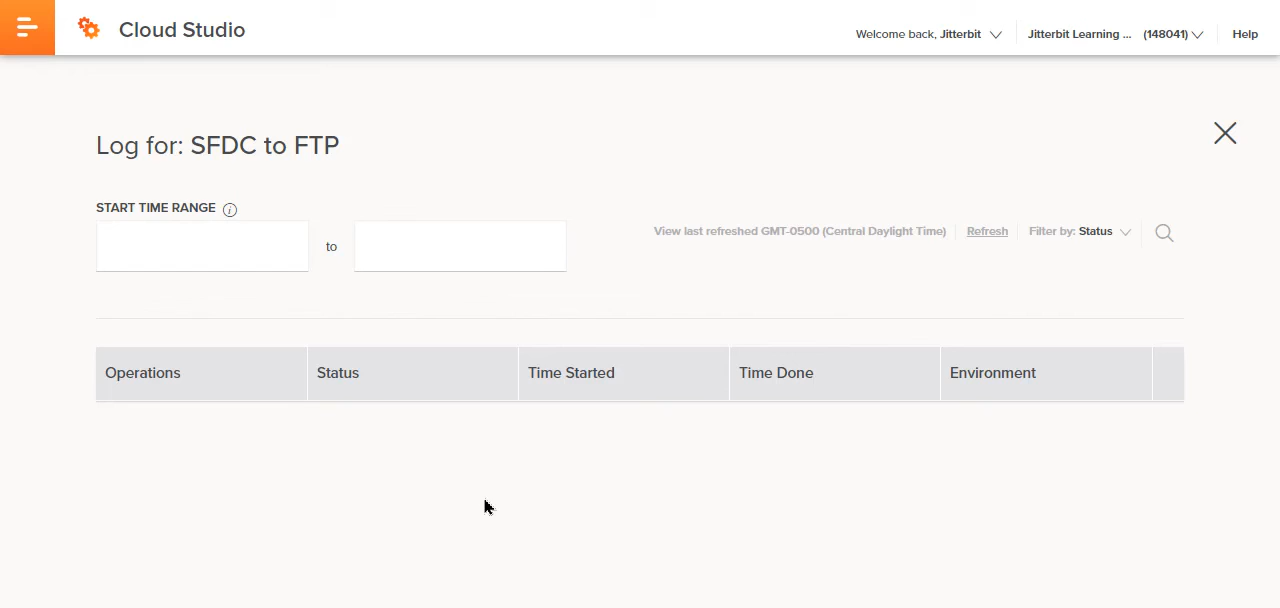 Cloud Studio
Welcome back, Jitterbit
Jitterbit Learning ... (148041)
Help
Log for: SFDC to FTP
START TIME RANGE
to
View last refreshed GMT-0500 (Central Daylight Time)
Refresh
Filter by: Status
Operations
Status
Time Started
Time Done
Environment